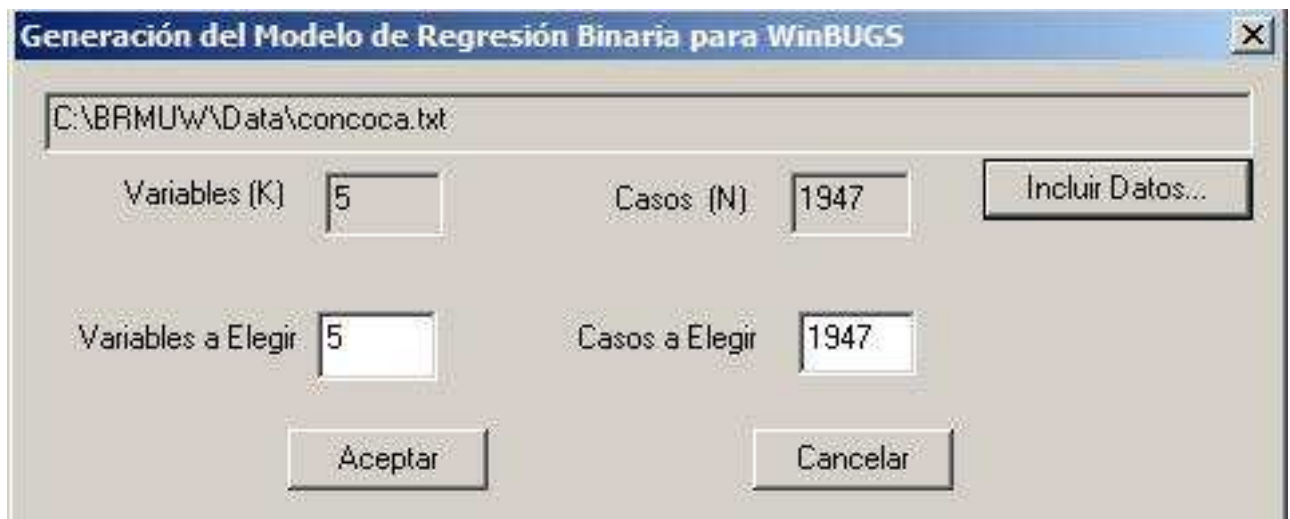 Generación del Modelo de Regresión Binaria para WinBUGS
C:\BRMUW\Data\concoca.txt
Variables (K) 5 Casos (N) 1947 Incluir Datos...
Variables a Elegir 5 Casos a Elegir 1947
Aceptar Cancelar